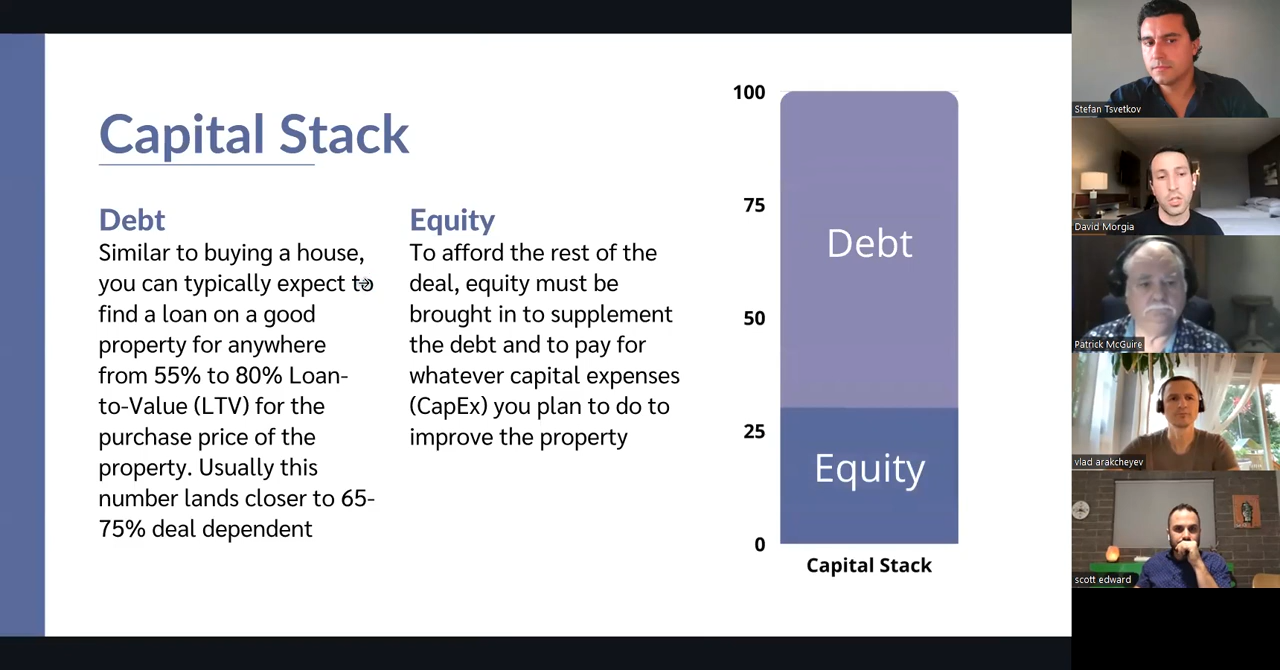 Capital Stack
Debt
Similar to buying a house,
you can typically expect to
find a loan on a good
property for anywhere
from 55% to 80% Loan-
to-Value (LTV) for the
purchase price of the
property. Usually this
number lands closer to 65-
75% deal dependent
Equity
To afford the rest of the
deal, equity must be
brought in to supplement
the debt and to pay for
whatever capital expenses
(CapEx) you plan to do to
improve the property
100
75
50
25
0
Debt
Equity
Capital Stack
Stefan Tsvetkov
David Morgia
Patrick McGuire
vlad arakcheyev
scott edward